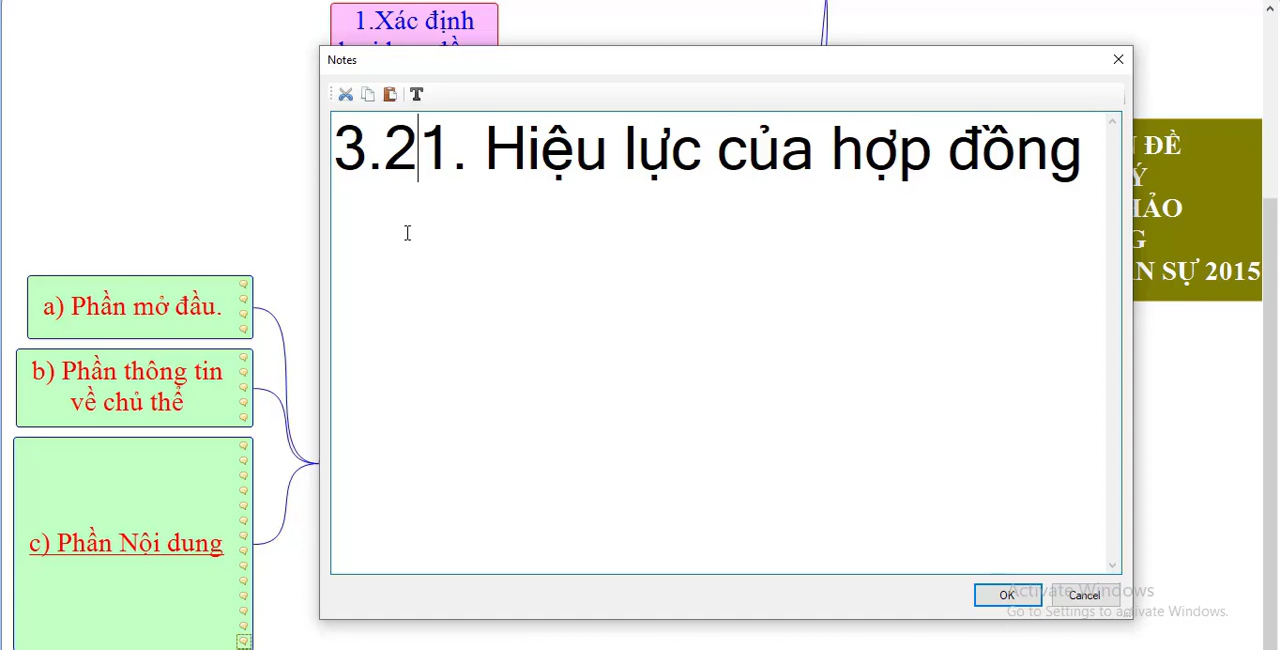 1.Xác định
Notes
3.21. Hiệu lực của hợp đồng
ĐỀ
Ý
ẢO
G
N SỰ 2015
a) Phần mở đầu.
b) Phần thông tin
về chủ thể
c) Phần Nội dung
OK
Cancel
Activate Windows
Go to Settings to activate Windows.